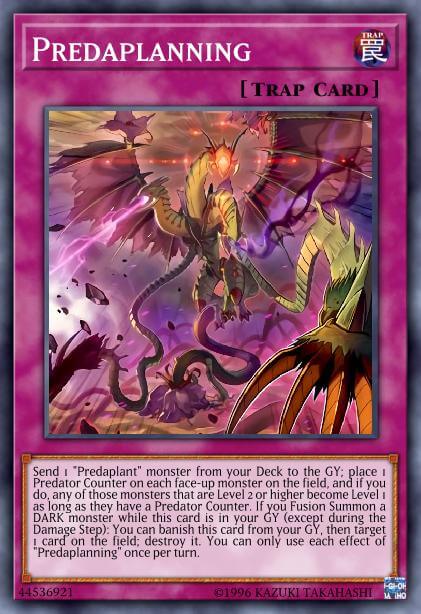 PREDAPLANNING
TRAP
罠
[TRAP CARD]
Send 1 "Predaplant" monster from your Deck to the GY; place 1
Predator Counter on each face-up monster on the field, and if you
do, any of those monsters that are Level 2 or higher become Level 1
as long as they have a Predator Counter. If you Fusion Summon a
DARK monster while this card is in your GY (except during the
Damage Step): You can banish this card from your GY, then target
1 card on the field; destroy it. You can only use each effect of
"Predaplanning" once per turn.
44536921
©1996 KAZUKI TAKAHASHI